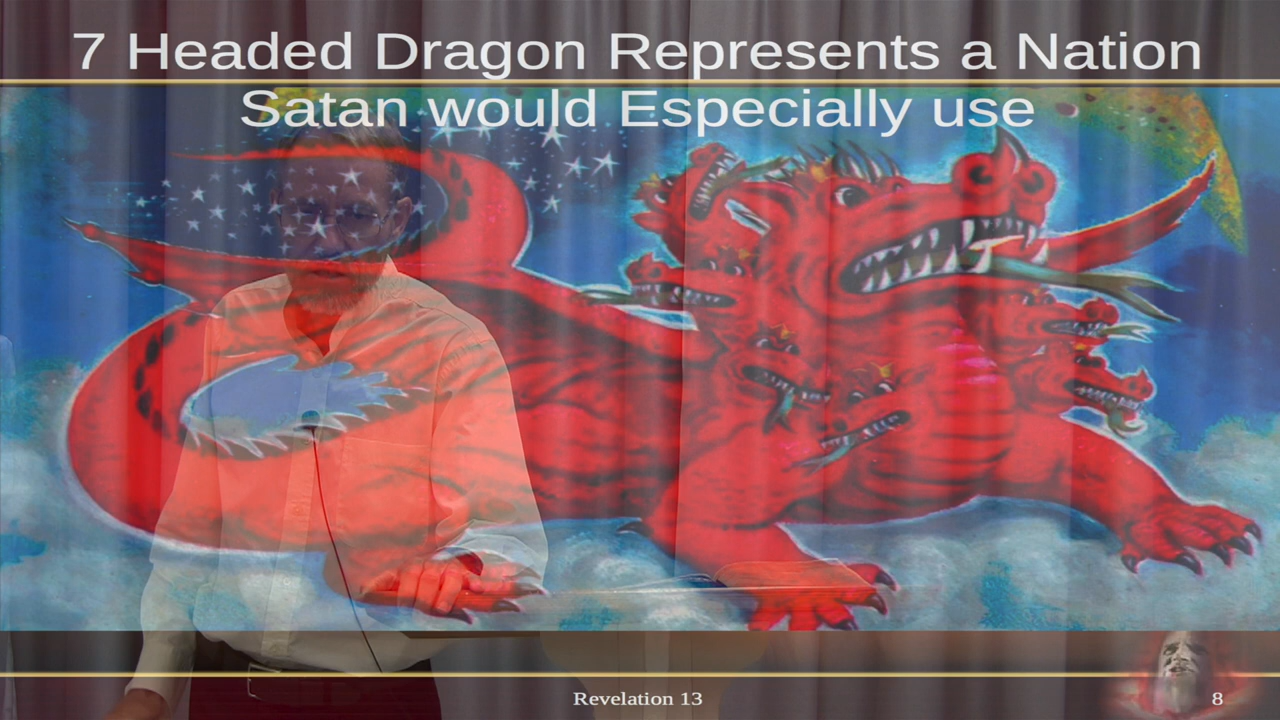 7 Headed Dragon Represents a Nation
Satan would Especially use
Revelation 13
8